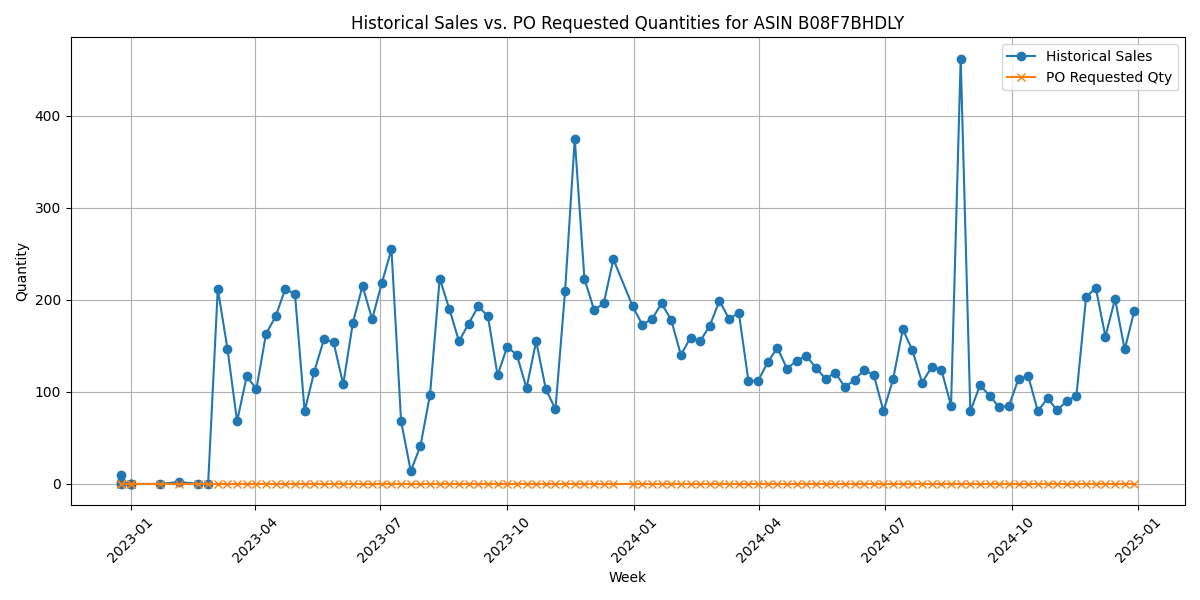 Historical Sales vs. PO Requested Quantities for ASIN B08F7BHDLY
Historical Sales
PO Requested Qty
Quantity
400
300
200
100
0
2023-01
2023-04
2023-07
2023-10
2024-01
2024-04
2024-07
2024-10
2025-01
Week